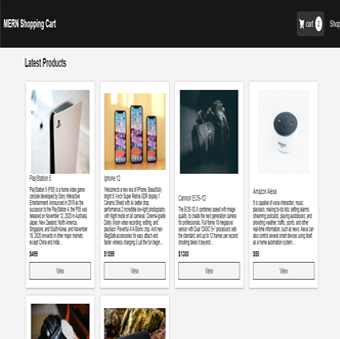 MERN Shopping Cart
cart
Shop
Latest Products
PlayStation 5
PlayStation 5 (PS5) is a home video game console developed by Sony Interactive Entertainment. Announced in 2019 as the successor to the PlayStation 4, the PS5 was released on November 12, 2020 in Australia, Japan, New Zealand, North America, Singapore, and South Korea, and November 19, 2020 onwards in other major markets except China and India...
$499
View
Iphone 12
Welcome to a new era of iPhone. Beautifully bright 6.1-inch Super Retina XDR display.1 Ceramic Shield with 4x better drop performance.2 Incredible low-light photography with Night mode on all cameras. Cinema-grade Dolby Vision video recording, editing, and playback. Powerful A14 Bionic chip. And new MagSafe accessories for easy attach and faster wireless charging.3 Let the fun begin...
$1099
View
Cannon EOS-1D
The EOS-1D X combines speed with image quality, to create the next generation camera for professionals. Full frame 18 megapixel sensor with Dual "DIGIC 5+" processors sets the standard, and up to 12 frames per second shooting takes it beyond...
$1300
View
Amazon Alexa
It is capable of voice interaction, music playback, making to-do lists, setting alarms, streaming podcasts, playing audiobooks, and providing weather, traffic, sports, and other real-time information, such as news. Alexa can also control several smart devices using itself as a home automation system...
$50
View